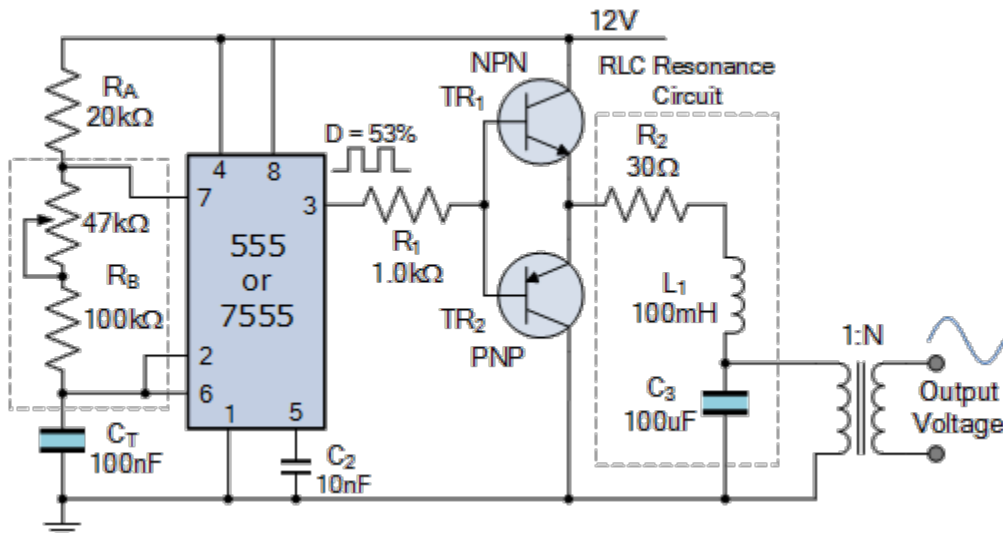 12V
NPN
RLC Resonance
Circuit
RA
20kΩ
TR1
D = 53%
R2
30Ω
4
8
7
3
47kΩ
555
or
7555
R1
1.0kΩ
RB
100kΩ
L1
100mH
TR2
PNP
1:N
2
6
C3
100uF
Output
Voltage
1
5
CT
100nF
C2
10nF